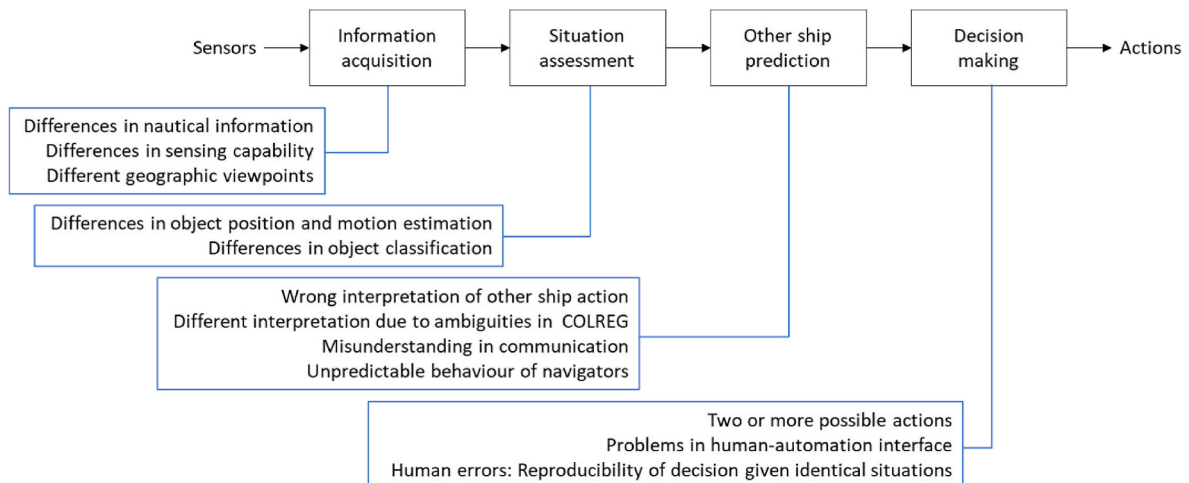 Sensors
Information
acquisition
Situation
assessment
Other ship
prediction
Decision
making
Actions
Differences in nautical information
Differences in sensing capability
Different geographic viewpoints
Differences in object position and motion estimation
Differences in object classification
Wrong interpretation of other ship action
Different interpretation due to ambiguities in COLREG
Misunderstanding in communication
Unpredictable behaviour of navigators
Two or more possible actions
Problems in human-automation interface
Human errors: Reproducibility of decision given identical situations